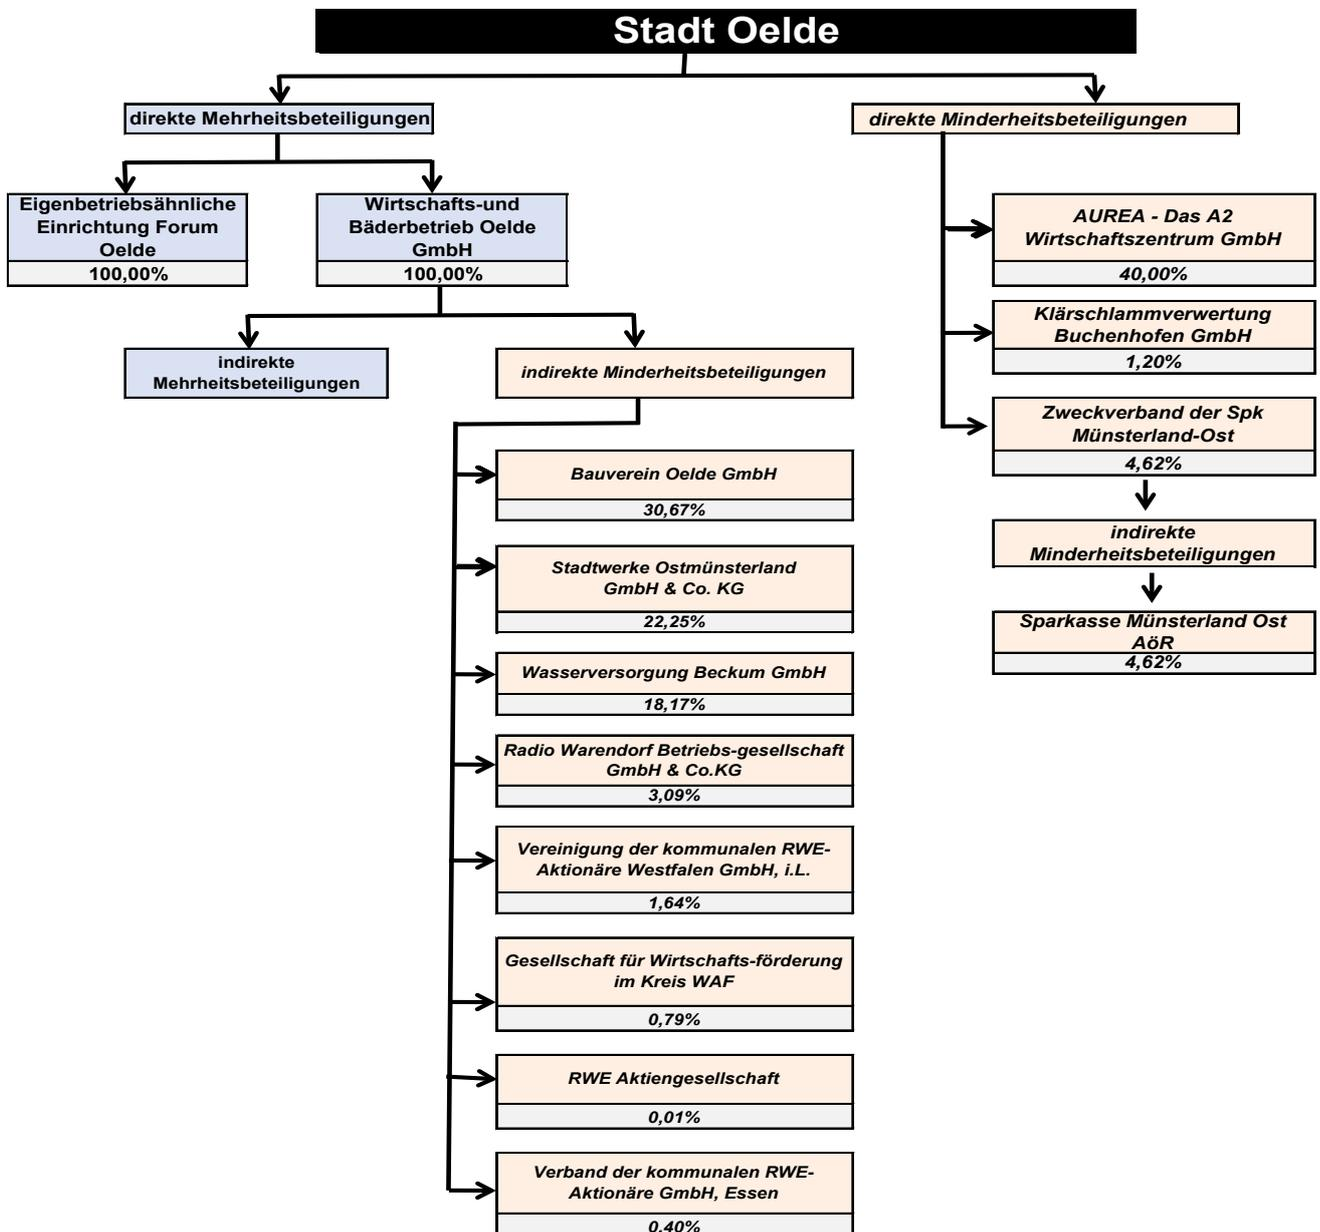 Stadt Oelde
direkte Mehrheitsbeteiligungen
direkte Minderheitsbeteiligungen
Eigenbetriebsähnliche
Einrichtung Forum
Oelde
100,00%
Wirtschafts-und
Bäderbetrieb Oelde
GmbH
100,00%
AUREA - Das A2
Wirtschaftszentrum GmbH
40,00%
Klärschlammverwertung
Buchenhofen GmbH
1,20%
Zweckverband der Spk
Münsterland-Ost
4,62%
indirekte
Minderheitsbeteiligungen
Sparkasse Münsterland Ost
AöR
4,62%
indirekte
Mehrheitsbeteiligungen
indirekte Minderheitsbeteiligungen
Bauverein Oelde GmbH
30,67%
Stadtwerke Ostmünsterland
GmbH & Co. KG
22,25%
Wasserversorgung Beckum GmbH
18,17%
Radio Warendorf Betriebs-gesellschaft
GmbH & Co.KG
3,09%
Vereinigung der kommunalen RWE-
Aktionäre Westfalen GmbH, i.L.
1,64%
Gesellschaft für Wirtschafts-förderung
im Kreis WAF
0,79%
RWE Aktiengesellschaft
0,01%
Verband der kommunalen RWE-
Aktionäre GmbH, Essen
0,40%